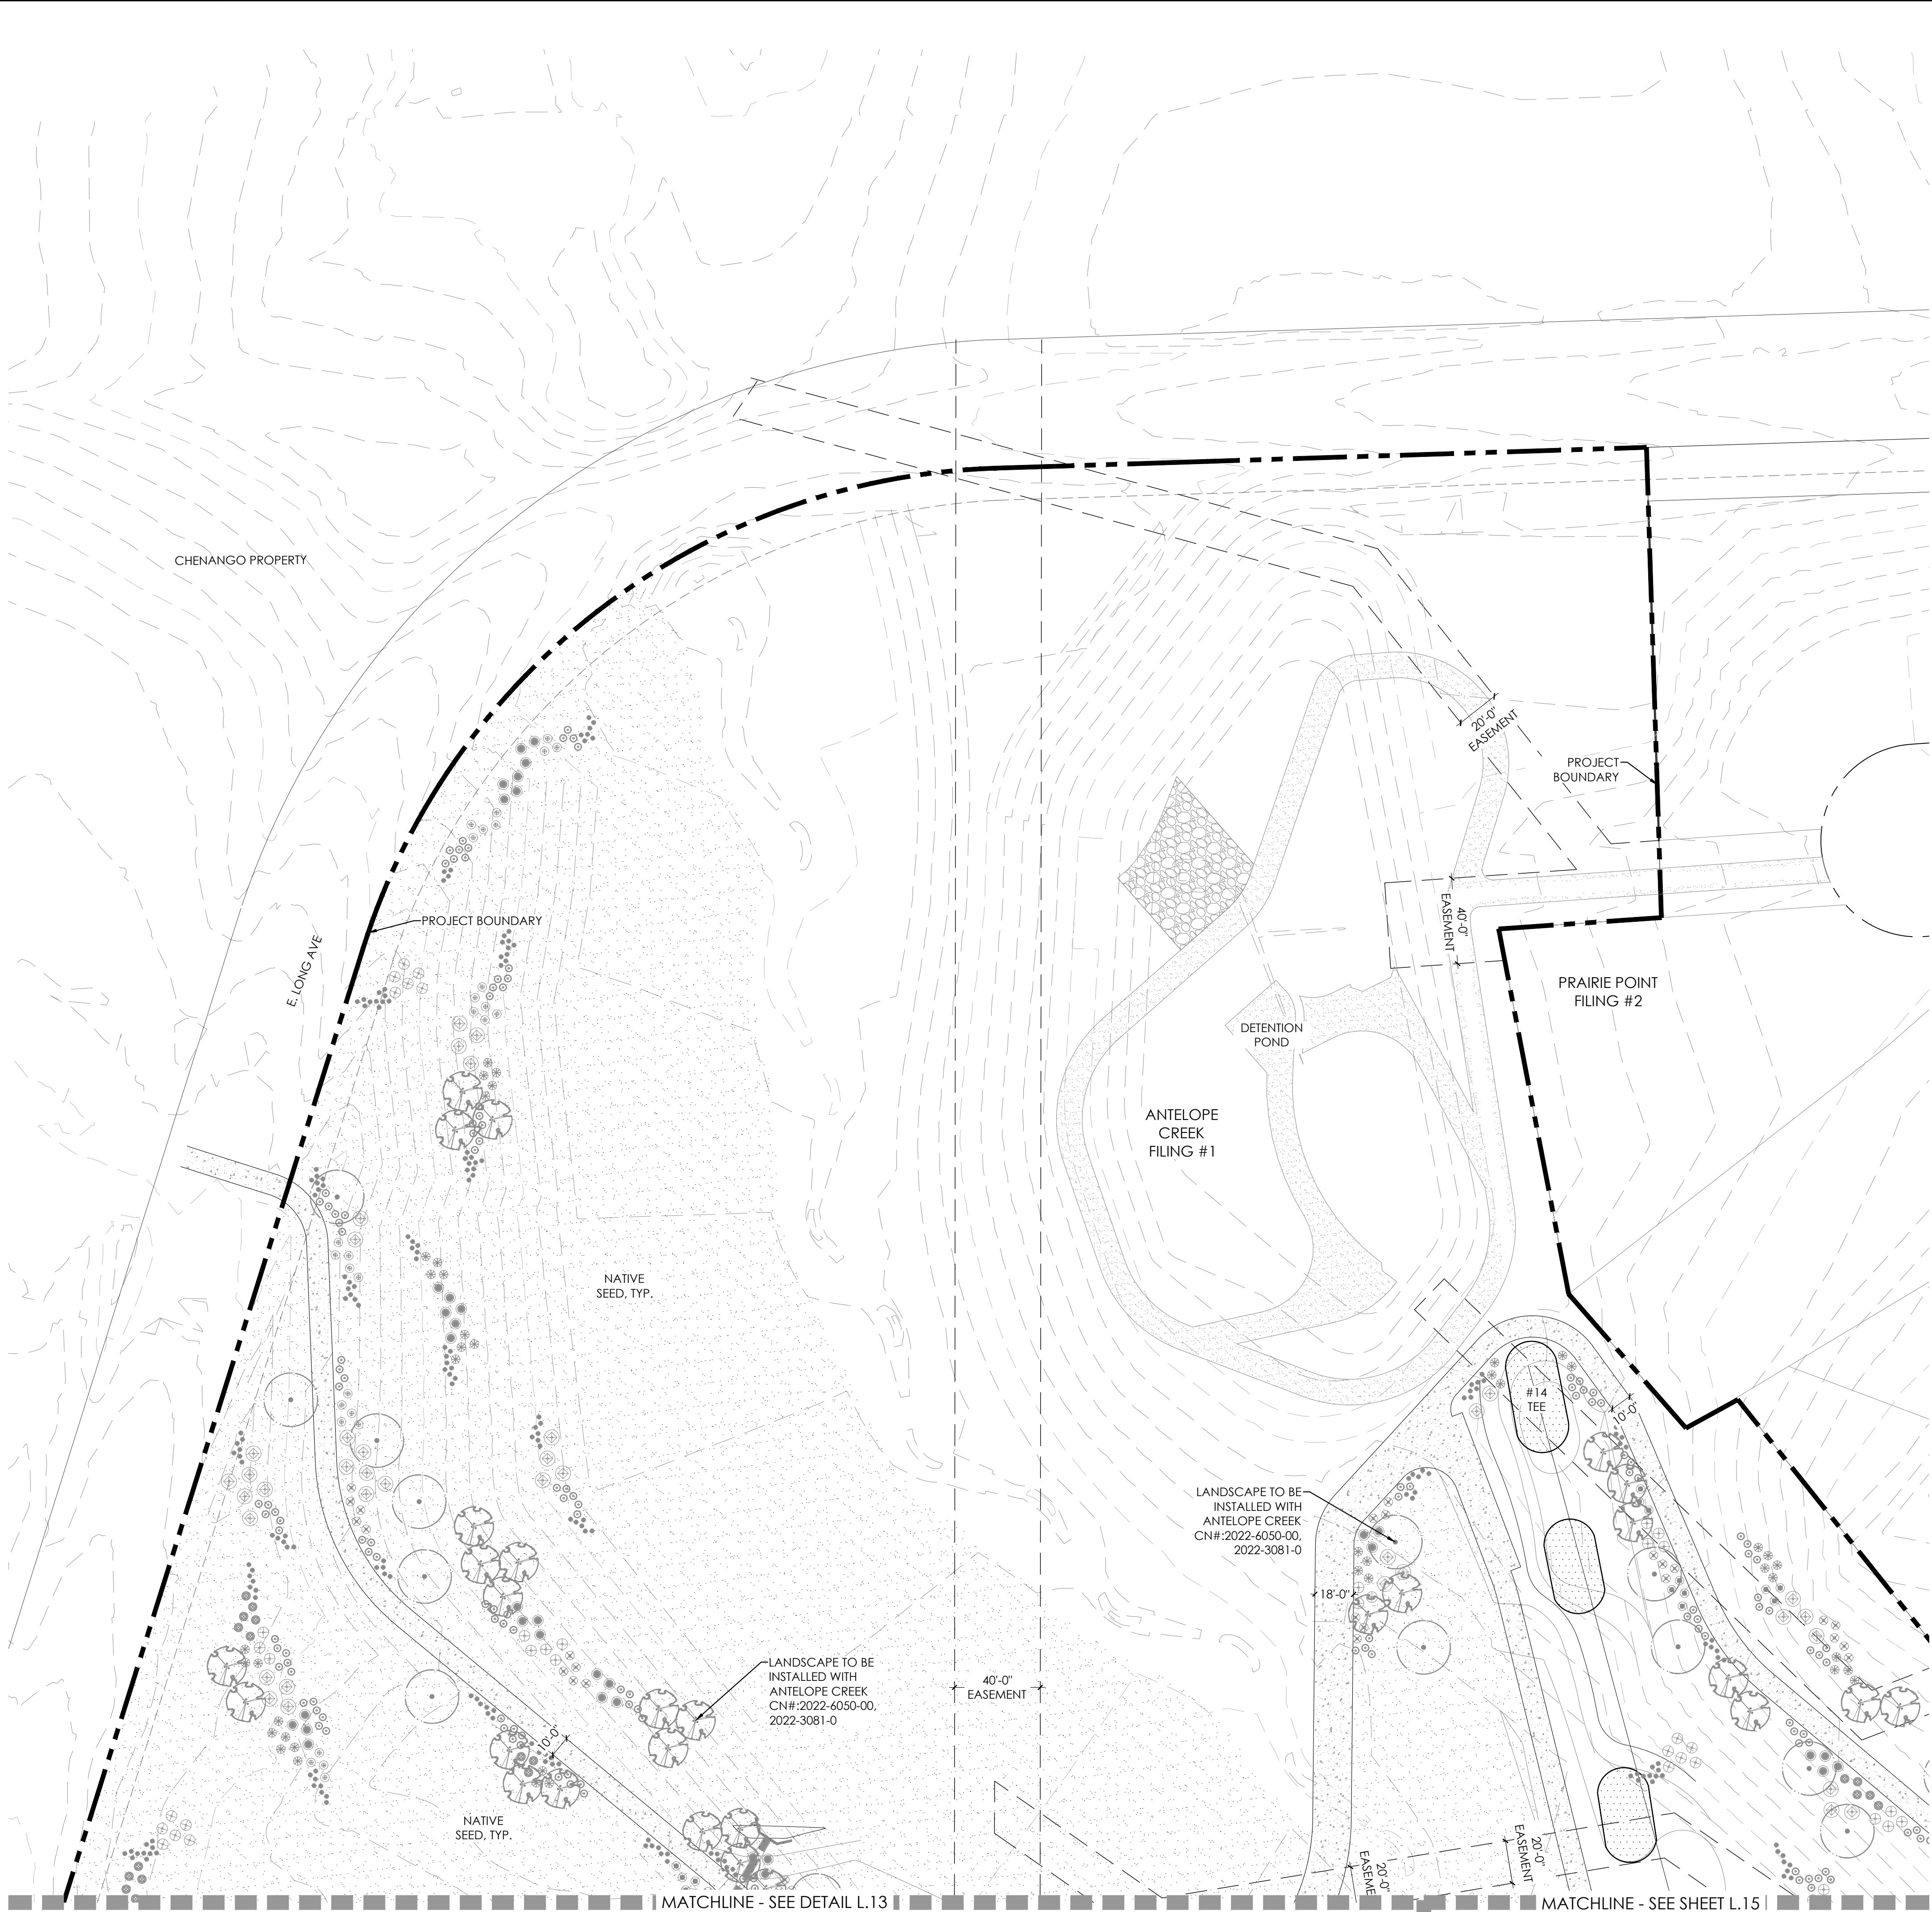 CHENANGO PROPERTY
20'-0"
EASEMENT
PROJECT
BOUNDARY
PROJECT BOUNDARY
E. LONG AVE
40'-0"
EASEMENT
PRAIRIE POINT
FILING #2
DETENTION
POND
ANTELOPE
CREEK
FILING #1
NATIVE
SEED, TYP.
#14
TEE
10'-0"
LANDSCAPE TO BE
INSTALLED WITH
ANTELOPE CREEK
CN#:2022-6050-00,
2022-3081-0
18'-0"
LANDSCAPE TO BE
INSTALLED WITH
ANTELOPE CREEK
CN#:2022-6050-00,
2022-3081-0
40'-0"
EASEMENT
10'-0"
NATIVE
SEED, TYP.
20'-0"
EASEMENT
20'-0"
EASEME
MATCHLINE - SEE DETAIL L.13
MATCHLINE - SEE SHEET L.15